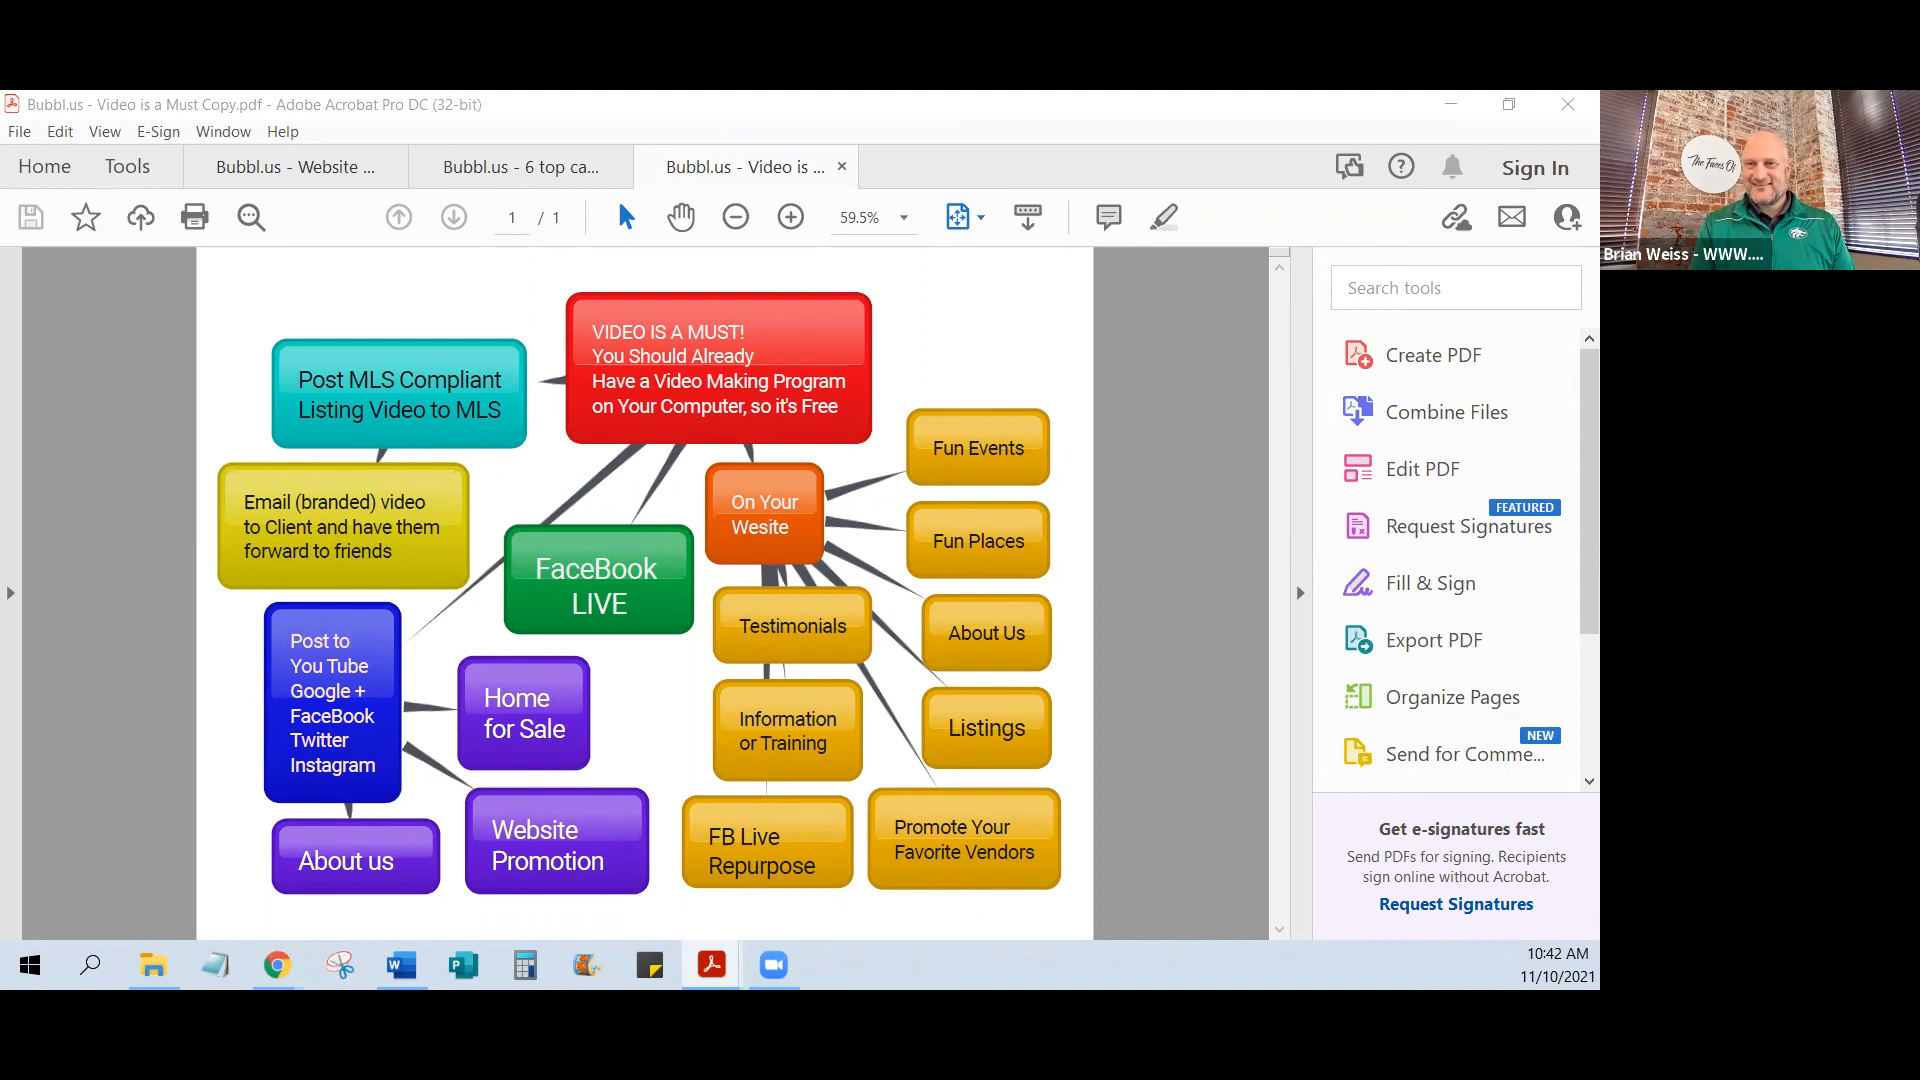 Bubbl.us - Video is a Must Copy.pdf - Adobe Acrobat Pro DC (32-bit)
File Edit View E-Sign Window Help
Home Tools Bubbl.us - Website ... Bubbl.us - 6 top ca... Bubbl.us - Video is ... × Sign In
1 / 1 59.5%
The Faces Of
Brian Weiss - WWW....
VIDEO IS A MUST!
You Should Already
Have a Video Making Program
on Your Computer, so it's Free
Post MLS Compliant
Listing Video to MLS
Email (branded) video
to Client and have them
forward to friends
FaceBook
LIVE
On Your
Wesite
Fun Events
Fun Places
About Us
Listings
Testimonials
Information
or Training
FB Live
Repurpose
Promote Your
Favorite Vendors
Post to
You Tube
Google +
FaceBook
Twitter
Instagram
Home
for Sale
Website
Promotion
About us
Search tools
Create PDF
Combine Files
Edit PDF
FEATURED
Request Signatures
Fill & Sign
Export PDF
Organize Pages
NEW
Send for Comme...
Get e-signatures fast
Send PDFs for signing. Recipients
sign online without Acrobat.
Request Signatures
10:42 AM
11/10/2021